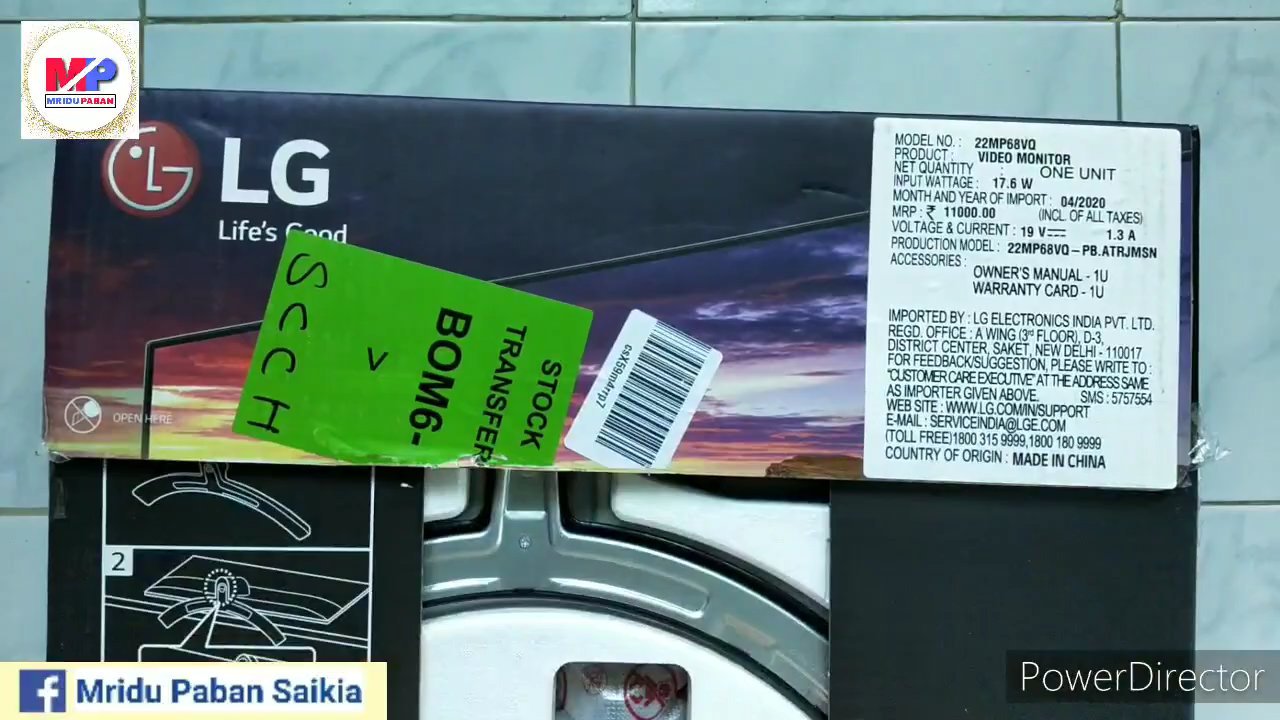 MP
MRIDU PABAN
LG
LG
Life's Good
SCCH
>
BOM6-
STOCK
TRANSFER
csX59mArrp7
OPEN HERE
MODEL NO. : 22MP68VQ
PRODUCT : VIDEO MONITOR
NET QUANTITY : ONE UNIT
INPUT WATTAGE : 17.6 W
MONTH AND YEAR OF IMPORT : 04/2020
MRP : ₹ 11000.00 (INCL. OF ALL TAXES)
VOLTAGE & CURRENT : 19 V 1.3 A
PRODUCTION MODEL : 22MP68VQ – PB.ATRJMSN
ACCESSORIES :
OWNER'S MANUAL - 1U
WARRANTY CARD - 1U
IMPORTED BY : LG ELECTRONICS INDIA PVT. LTD.
REGD. OFFICE : A WING (3rd FLOOR), D-3,
DISTRICT CENTER, SAKET, NEW DELHI - 110017
FOR FEEDBACK/SUGGESTION, PLEASE WRITE TO :
"CUSTOMER CARE EXECUTIVE" AT THE ADDRESS SAME
AS IMPORTER GIVEN ABOVE. SMS : 5757554
WEB SITE : WWW.LG.COM/IN/SUPPORT
E-MAIL : SERVICEINDIA@LGE.COM
(TOLL FREE)1800 315 9999,1800 180 9999
COUNTRY OF ORIGIN : MADE IN CHINA
2
f Mridu Paban Saikia
PowerDirector